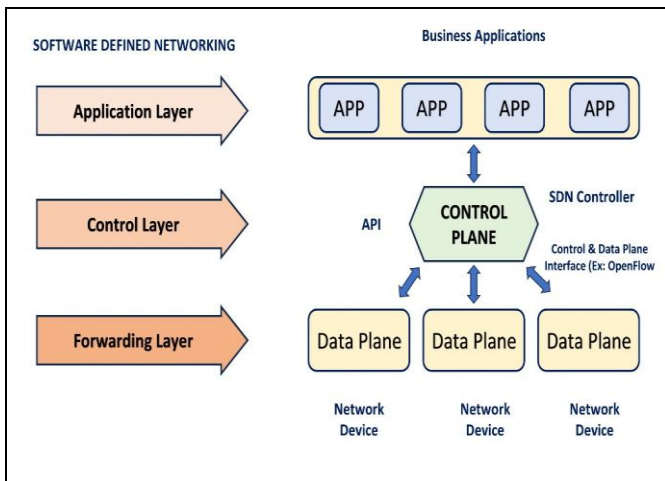 SOFTWARE DEFINED NETWORKING
Business Applications
Application Layer
APP APP APP APP
Control Layer
API
CONTROL
PLANE
SDN Controller
Control & Data Plane
Interface (Ex: OpenFlow
Forwarding Layer
Data Plane Data Plane Data Plane
Network Network Network
Device Device Device